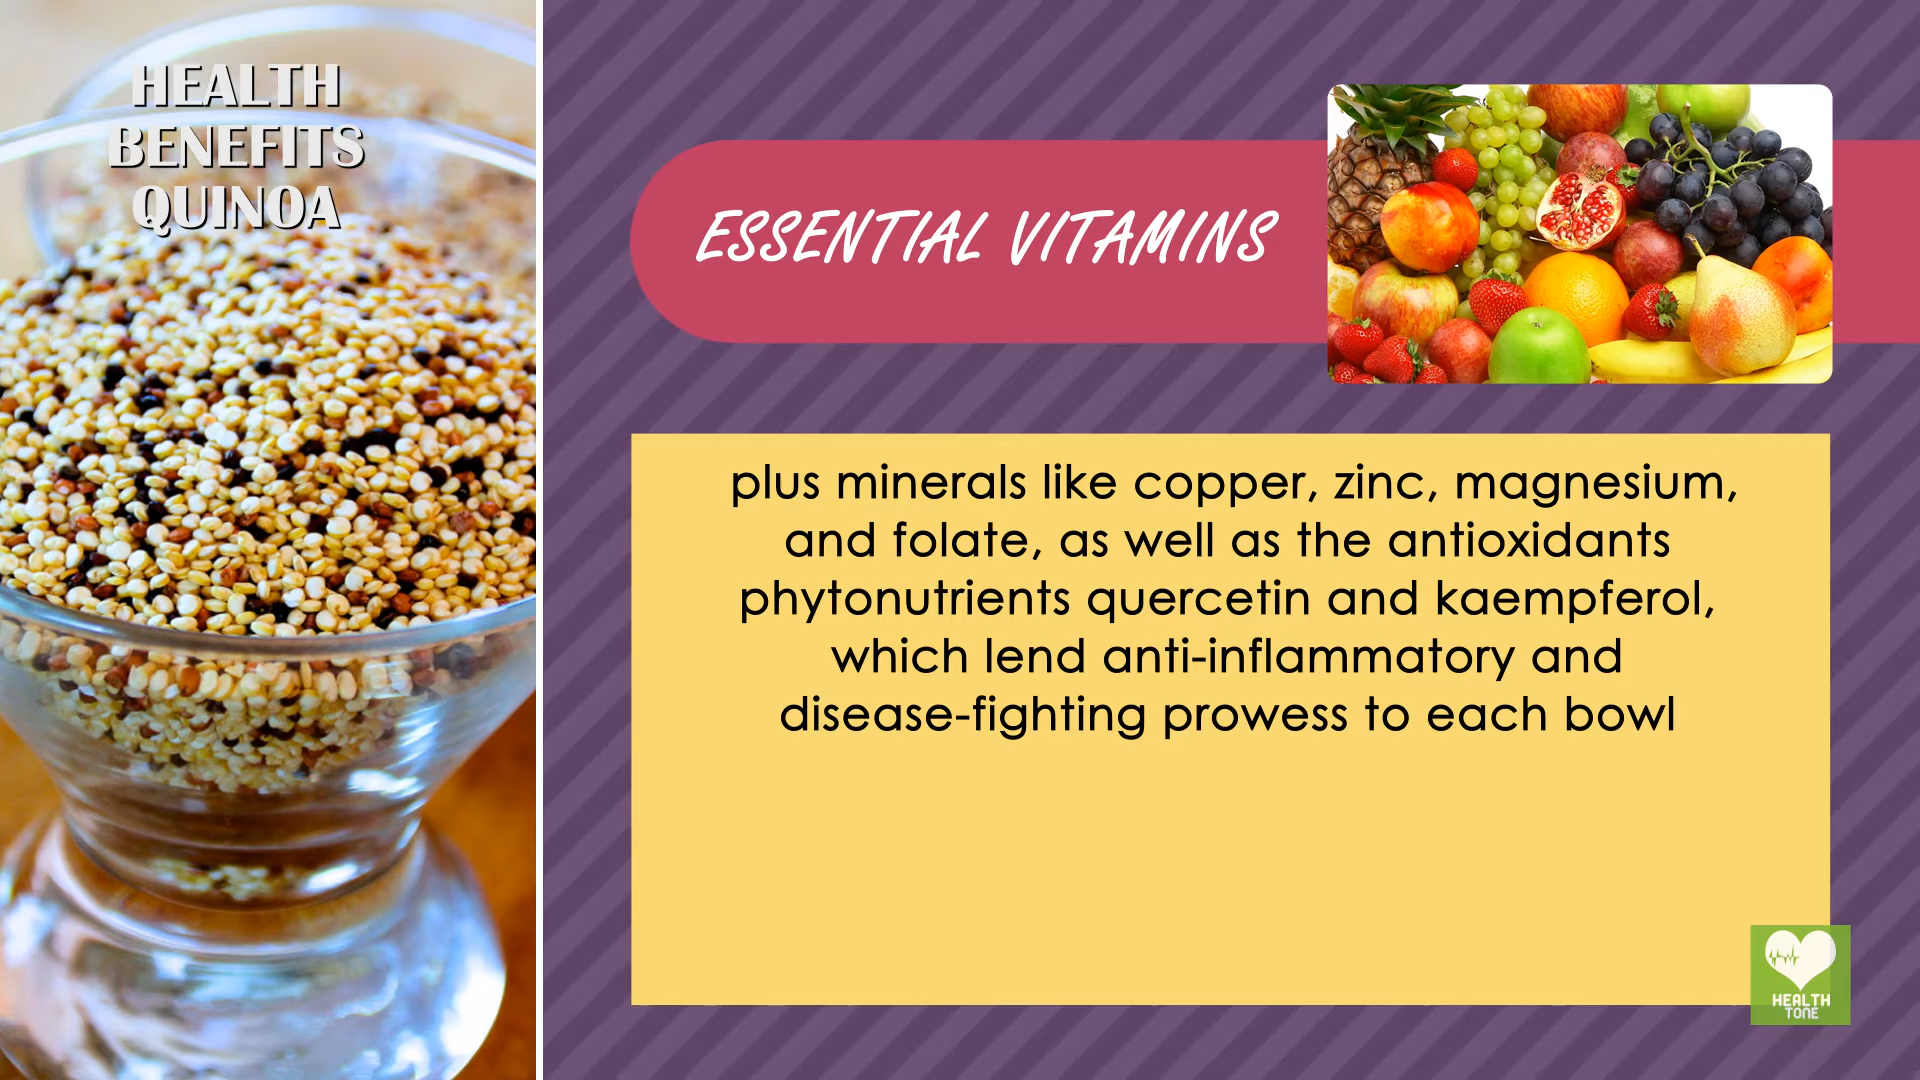 HEALTH
BENEFITS
QUINOA
ESSENTIAL VITAMINS
plus minerals like copper, zinc, magnesium,
and folate, as well as the antioxidants
phytonutrients quercetin and kaempferol,
which lend anti-inflammatory and
disease-fighting prowess to each bowl
HEALTH
TONE